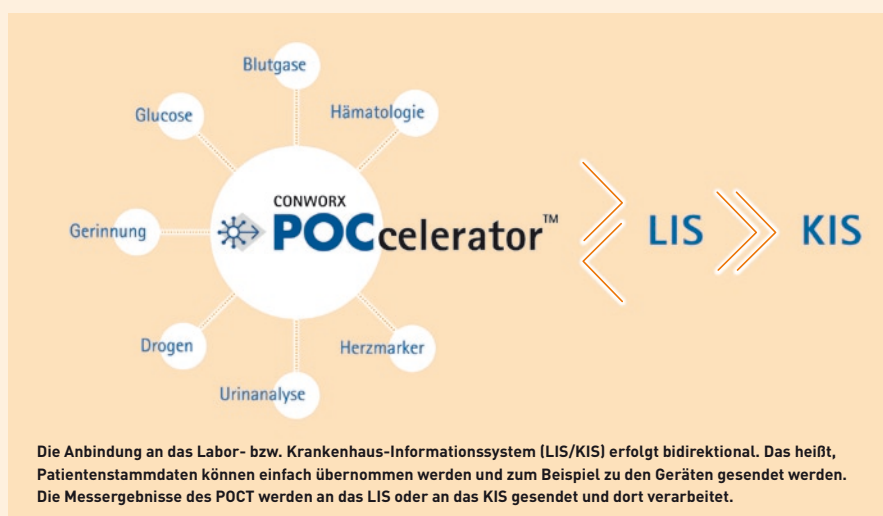 Blutgase
Glucose
Hämatologie
Gerinnung
CONWORX
POCcelerator™
LIS
KIS
Drogen
Herzmarker
Urinanalyse
Die Anbindung an das Labor- bzw. Krankenhaus-Informationssystem (LIS/KIS) erfolgt bidirektional. Das heißt,
Patientenstammdaten können einfach übernommen werden und zum Beispiel zu den Geräten gesendet werden.
Die Messergebnisse des POCT werden an das LIS oder an das KIS gesendet und dort verarbeitet.